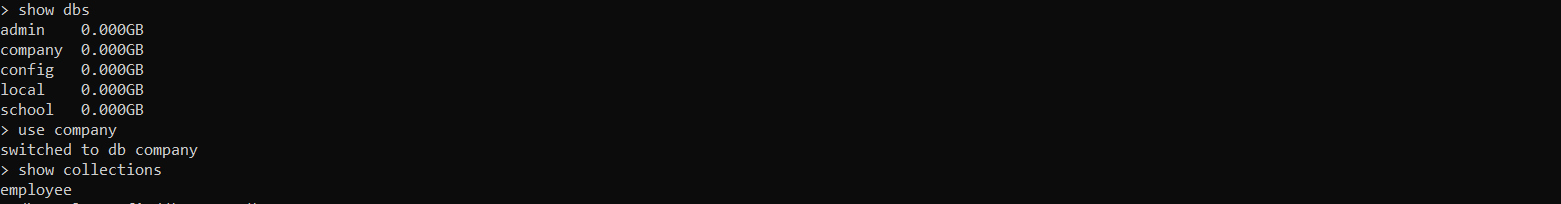 > show dbs
admin    0.000GB
company  0.000GB
config   0.000GB
local    0.000GB
school   0.000GB
> use company
switched to db company
> show collections
employee